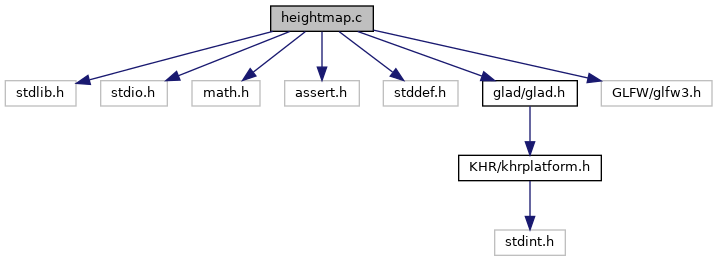 heightmap.c
stdlib.h
stdio.h
math.h
assert.h
stddef.h
glad/glad.h
GLFW/glfw3.h
KHR/khrplatform.h
stdint.h